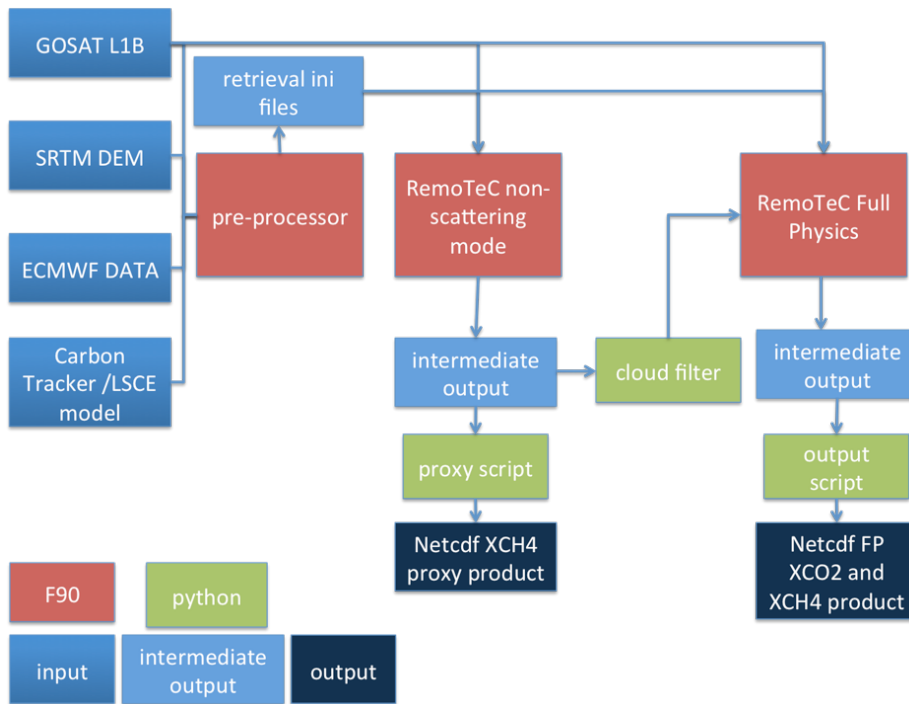 GOSAT L1B
retrieval ini
files
SRTM DEM
pre-processor
RemoTeC non-
scattering
mode
RemoTeC Full
Physics
ECMWF DATA
Carbon
Tracker /LSCE
model
intermediate
output
cloud filter
intermediate
output
proxy script
output
script
Netcdf XCH4
proxy product
Netcdf FP
XCO2 and
XCH4 product
F90
python
input
intermediate
output
output